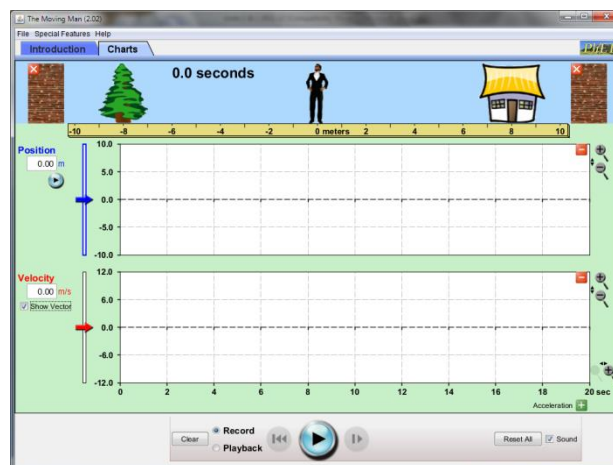 The Moving Man (2.02)
File Special Features Help
Introduction Charts
PhET
0.0 seconds
-10 -8 -6 -4 -2 0 meters 2 4 6 8 10
Position
0.00 m
10.0
5.0
0.0
-5.0
-10.0
Velocity
0.00 m/s
Show Vector
12.0
6.0
0.0
-6.0
-12.0
0 2 4 6 8 10 12 14 16 18 20 sec
Acceleration
Clear
Record
Playback
Reset All
Sound